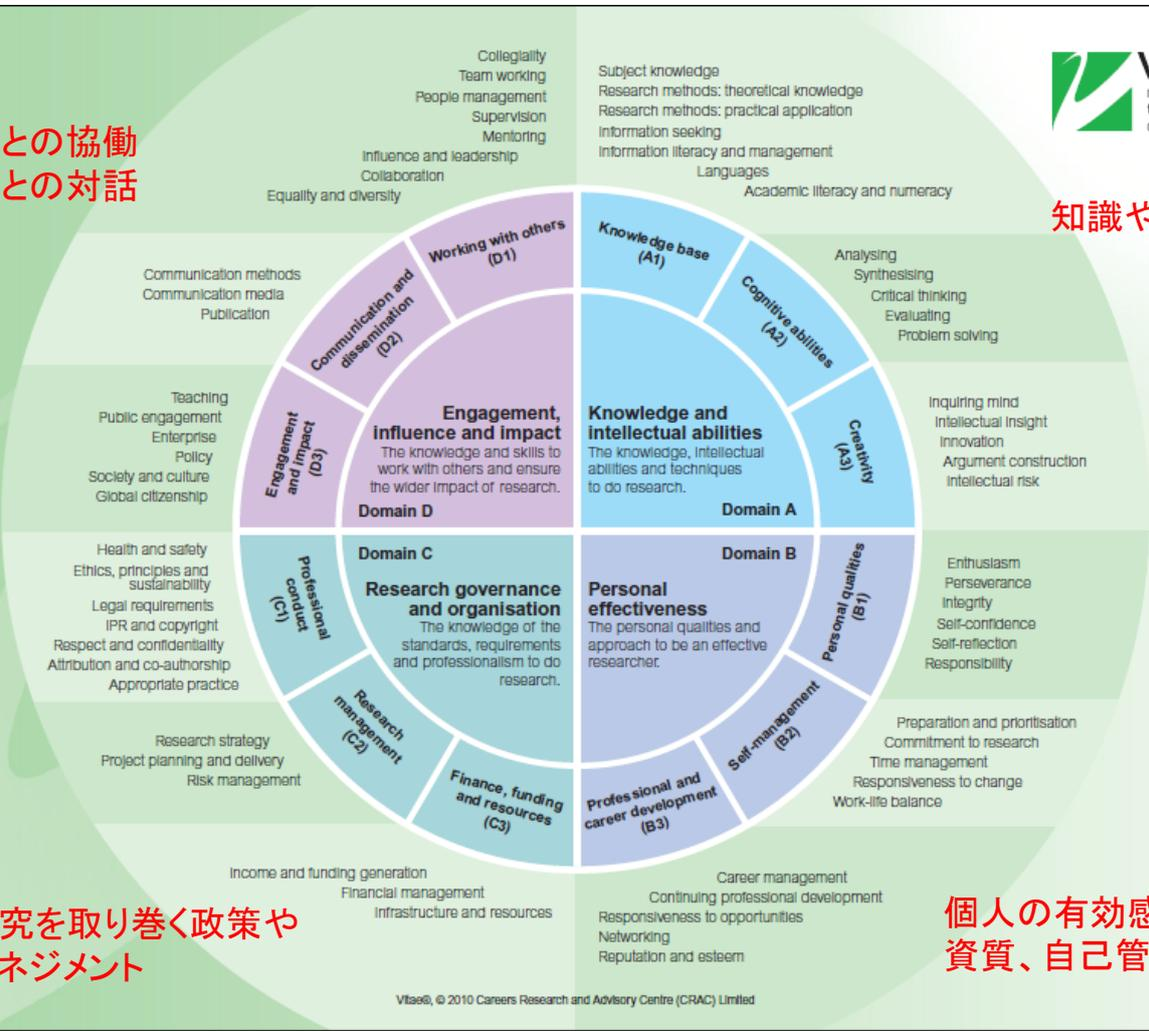 Collegiality
Team working
People management
Supervision
Mentoring
Influence and leadership
Collaboration
Equality and diversity
Subject knowledge
Research methods: theoretical knowledge
Research methods: practical application
Information seeking
Information literacy and management
Languages
Academic literacy and numeracy
との協働
との対話
知識や
Working with others
(D1)
Knowledge base
(A1)
Communication methods
Communication media
Publication
Communication and
dissemination
(D2)
Cognitive abilities
(A2)
Analysing
Synthesising
Critical thinking
Evaluating
Problem solving
Teaching
Public engagement
Enterprise
Policy
Society and culture
Global citizenship
Engagement
and impact
(D3)
Engagement,
influence and impact
The knowledge and skills to
work with others and ensure
the wider impact of research.
Domain D
Knowledge and
intellectual abilities
The knowledge, intellectual
abilities and techniques
to do research.
Domain A
Creativity
(A3)
Inquiring mind
Intellectual insight
Innovation
Argument construction
Intellectual risk
Health and safety
Ethics, principles and
sustainability
Legal requirements
IPR and copyright
Respect and confidentiality
Attribution and co-authorship
Appropriate practice
Professional
conduct
(C1)
Domain C
Research governance
and organisation
The knowledge of the
standards, requirements
and professionalism to do
research.
Domain B
Personal
effectiveness
The personal qualities and
approach to be an effective
researcher.
Personal qualities
(B1)
Enthusiasm
Perseverance
Integrity
Self-confidence
Self-reflection
Responsibility
Research strategy
Project planning and delivery
Risk management
Research
management
(C2)
Self-management
(B2)
Preparation and prioritisation
Commitment to research
Time management
Responsiveness to change
Work-life balance
Finance, funding
and resources
(C3)
Professional and
career development
(B3)
Income and funding generation
Financial management
Infrastructure and resources
Career management
Continuing professional development
Responsiveness to opportunities
Networking
Reputation and esteem
究を取り巻く政策や
ネジメント
個人の有効感
資質、自己管
Vitae®, © 2010 Careers Research and Advisory Centre (CRAC) Limited